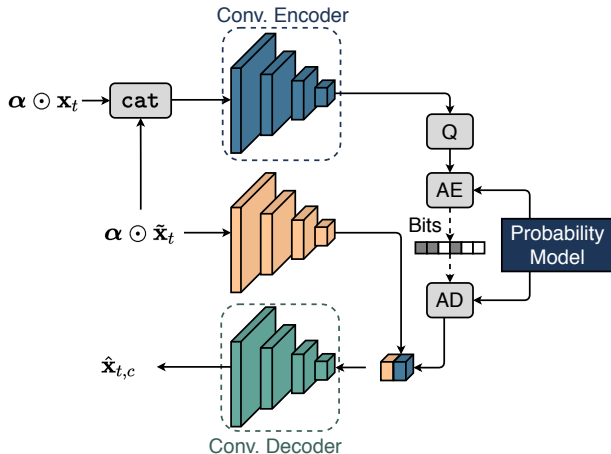 Conv. Encoder
α ⊙ x_t
cat
Q
AE
α ⊙ x̃_t
Bits
Probability
Model
AD
x̂_{t,c}
Conv. Decoder